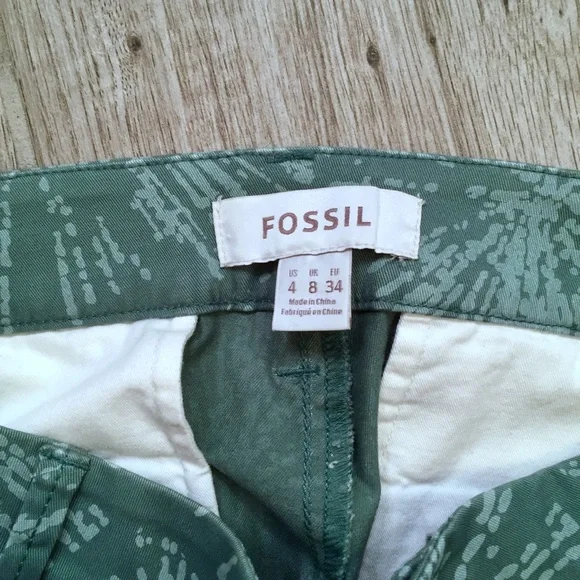 FOSSIL
US UK EU
4 8 34
Made in China
Fabriqué en Chine